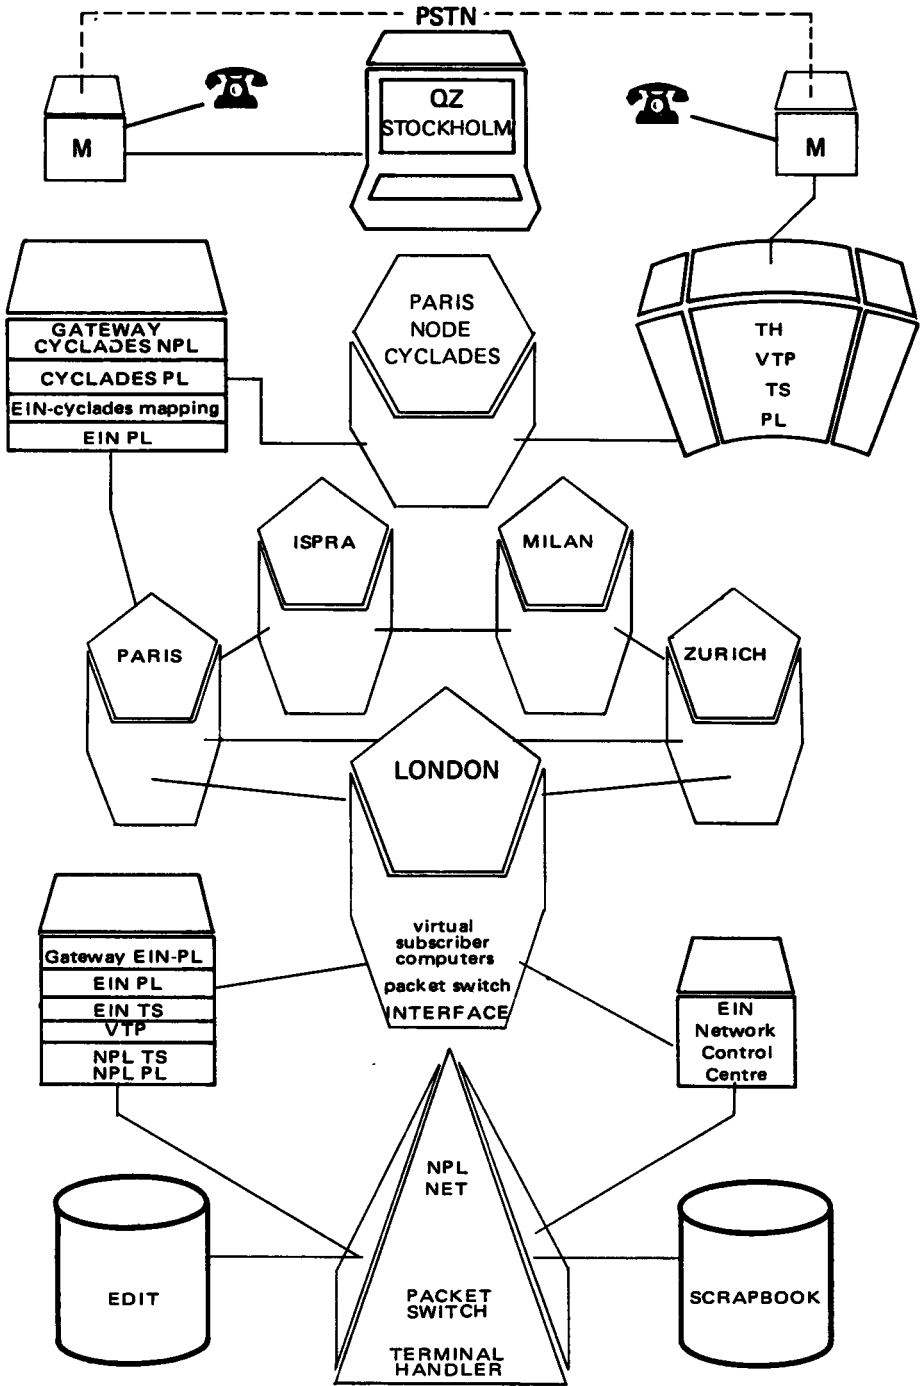 PSTN
QZ
STOCKHOLM
M
M
GATEWAY
CYCLADES NPL
CYCLADES PL
EIN-cyclades mapping
EIN PL
PARIS
NODE
CYCLADES
TH
VTP
TS
PL
ISPRA
MILAN
PARIS
ZURICH
LONDON
virtual
subscriber
computers
packet switch
INTERFACE
Gateway EIN-PL
EIN PL
EIN TS
VTP
NPL TS
NPL PL
EIN
Network
Control
Centre
NPL
NET
PACKET
SWITCH
TERMINAL
HANDLER
EDIT
SCRAPBOOK